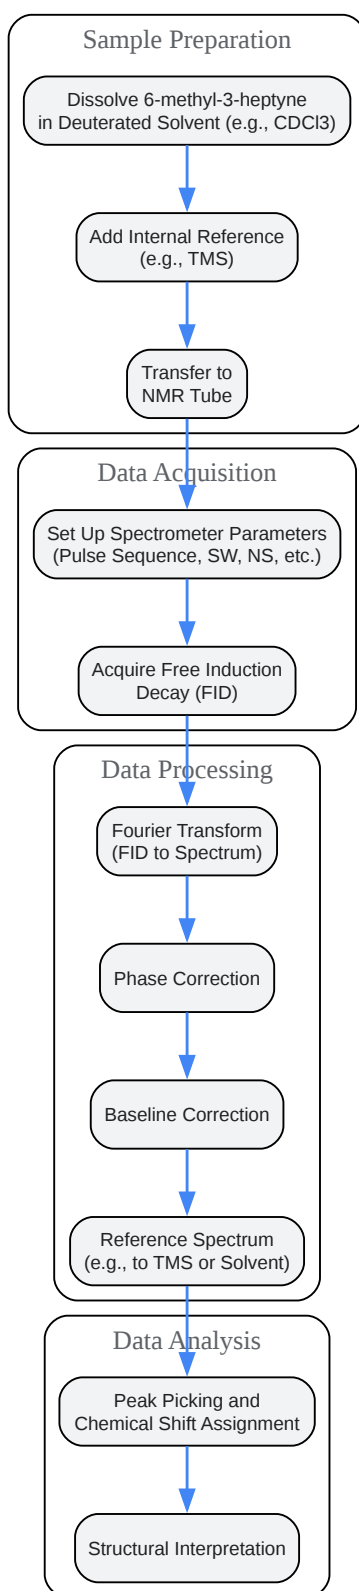 Sample Preparation
Dissolve 6-methyl-3-heptyne
in Deuterated Solvent (e.g., CDCl3)
Add Internal Reference
(e.g., TMS)
Transfer to
NMR Tube
Data Acquisition
Set Up Spectrometer Parameters
(Pulse Sequence, SW, NS, etc.)
Acquire Free Induction
Decay (FID)
Data Processing
Fourier Transform
(FID to Spectrum)
Phase Correction
Baseline Correction
Reference Spectrum
(e.g., to TMS or Solvent)
Data Analysis
Peak Picking and
Chemical Shift Assignment
Structural Interpretation